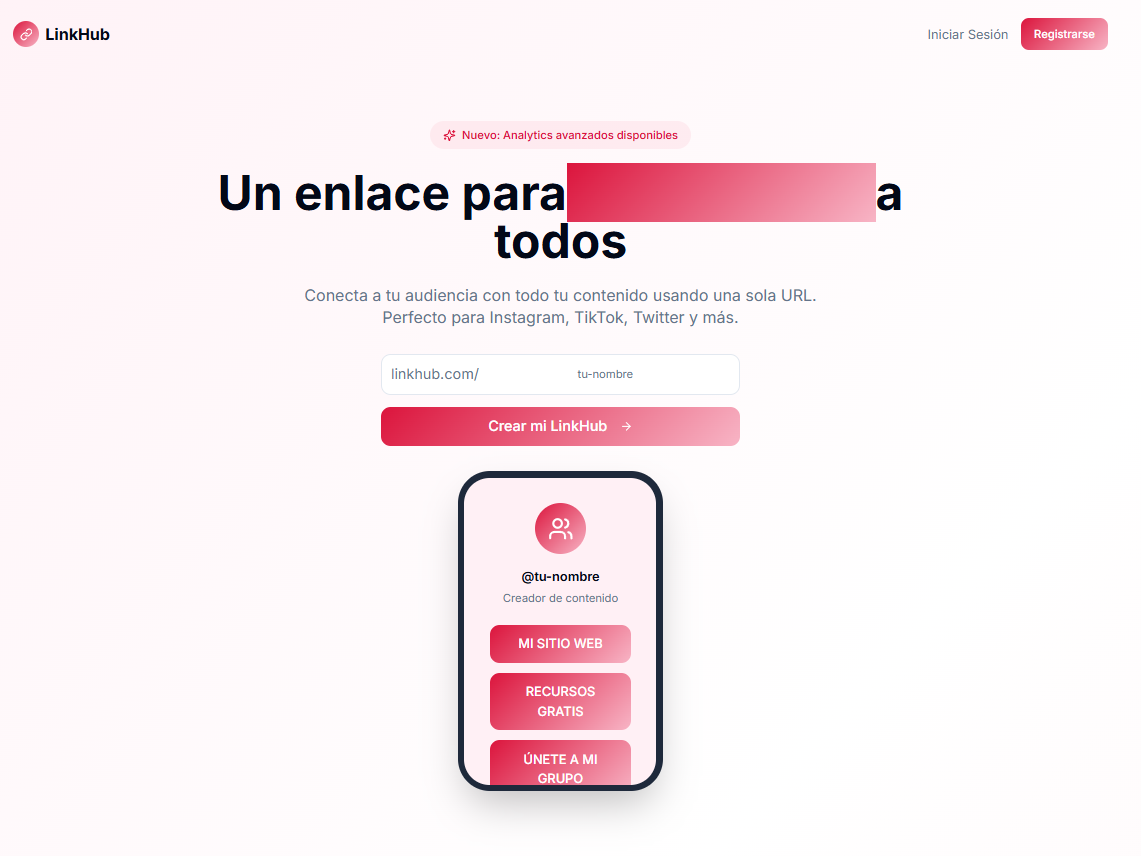 LinkHub
Iniciar Sesión
Registrarse
Nuevo: Analytics avanzados disponibles
Un enlace para a
todos
Conecta a tu audiencia con todo tu contenido usando una sola URL.
Perfecto para Instagram, TikTok, Twitter y más.
linkhub.com/ tu-nombre
Crear mi LinkHub →
@tu-nombre
Creador de contenido
MI SITIO WEB
RECURSOS
GRATIS
ÚNETE A MI
GRUPO